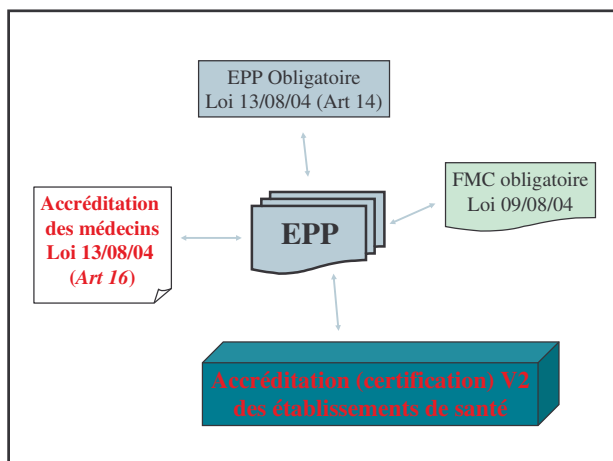 EPP Obligatoire
Loi 13/08/04 (Art 14)
FMC obligatoire
Loi 09/08/04
Accréditation
des médecins
Loi 13/08/04
(Art 16)
EPP
Accréditation (certification) V2
des établissements de santé